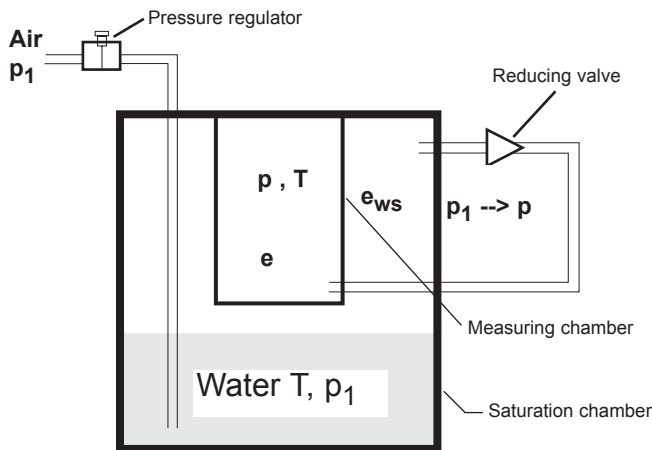 Pressure regulator
Air
p1
Reducing valve
p , T
ews
p1 --> p
e
Measuring chamber
Water T, p1
Saturation chamber